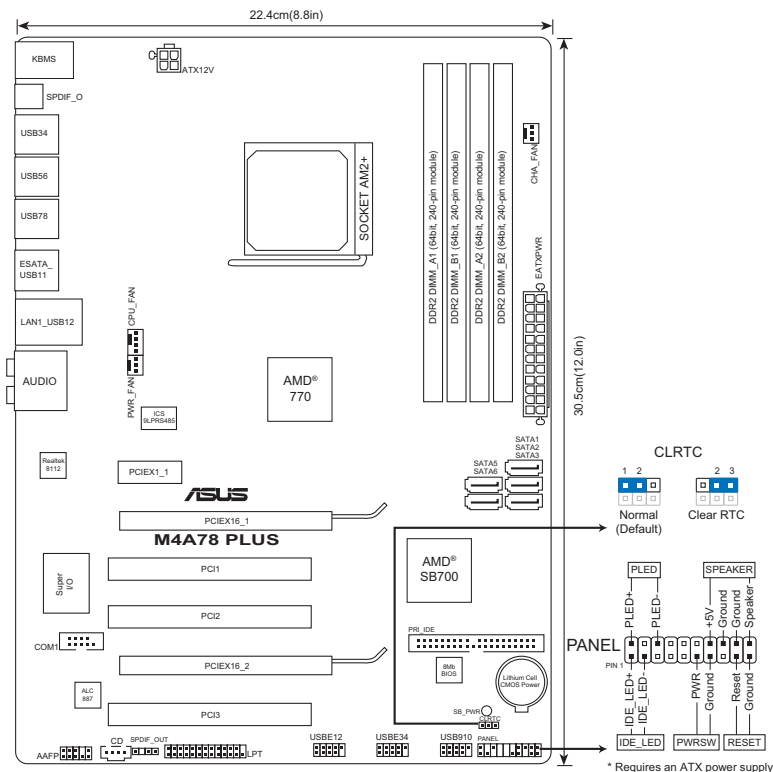 22.4cm(8.8in)
KBMS
ATX12V
SPDIF_O
USB34
USB56
USB78
ESATA_
USB11
LAN1_USB12
AUDIO
CPU_FAN
PWR_FAN
SOCKET AM2+
DDR2 DIMM_A1 (64bit, 240-pin module)
DDR2 DIMM_B1 (64bit, 240-pin module)
DDR2 DIMM_A2 (64bit, 240-pin module)
DDR2 DIMM_B2 (64bit, 240-pin module)
CHA_FAN
EATXPWR
30.5cm(12.0in)
AMD®
770
ICS
9LPRS485
Realtek
8112
PCIEX1_1
SATA1
SATA2
SATA3
SATA5
SATA6
/ISUS
PCIEX16_1
M4A78 PLUS
PCI1
AMD®
SB700
Super
I/O
PCI2
COM1
PRI_IDE
PCIEX16_2
8Mb
BIOS
Lithium Cell
CMOS Power
ALC
887
PCI3
SB_PWR
CLRTC
AAFP
CD
SPDIF_OUT
LPT
USBE12
USBE34
USB910
PANEL
CLRTC
1 2
2 3
Normal
(Default)
Clear RTC
PLED
SPEAKER
PLED+
PLED-
+5V
Ground
Ground
Speaker
PANEL
PIN 1
IDE_LED+
IDE_LED-
PWR
Ground
Reset
Ground
IDE_LED
PWRSW
RESET
* Requires an ATX power supply